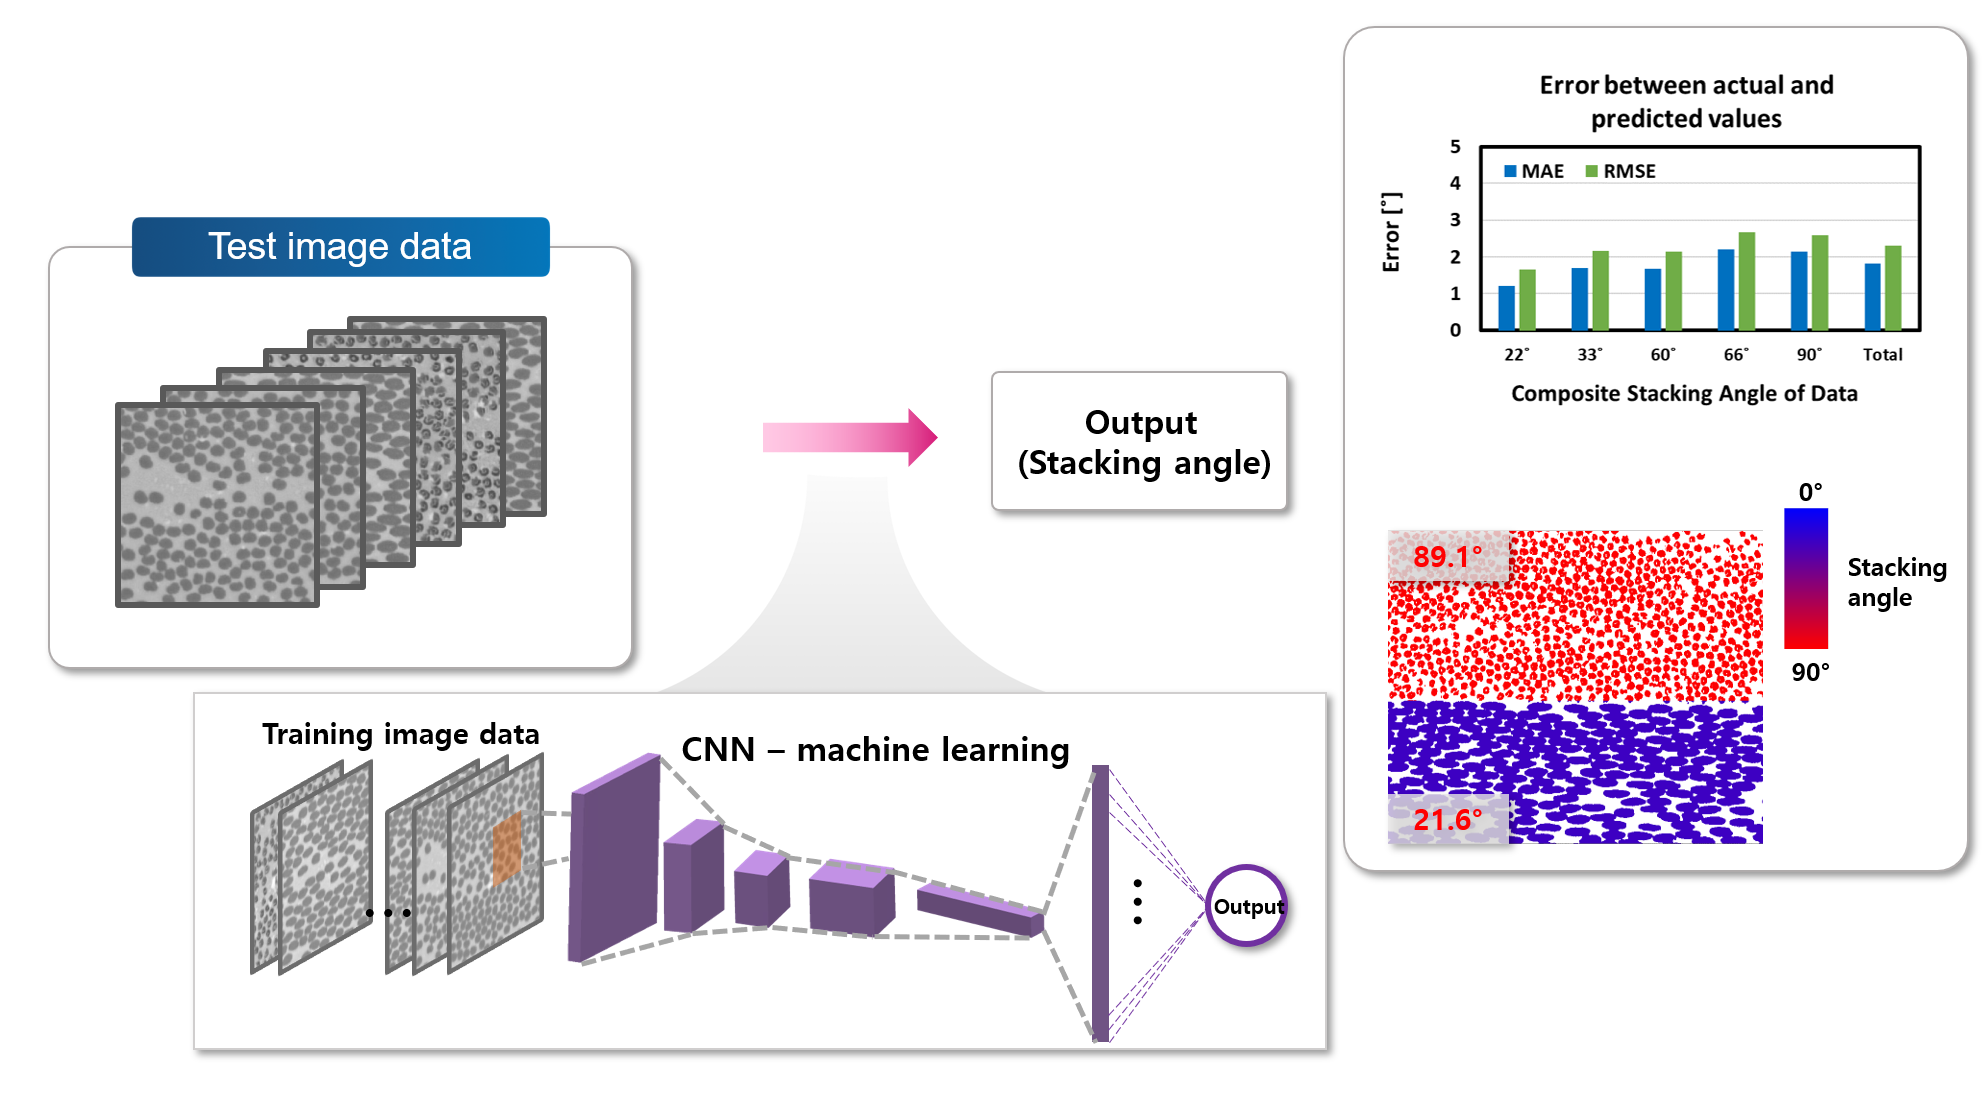 Test image data
Output
(Stacking angle)
Training image data
CNN – machine learning
Output
Error between actual and
predicted values
Error [°]
5
4
3
2
1
0
MAE
RMSE
22°
33°
60°
66°
90°
Total
Composite Stacking Angle of Data
89.1°
21.6°
0°
Stacking
angle
90°